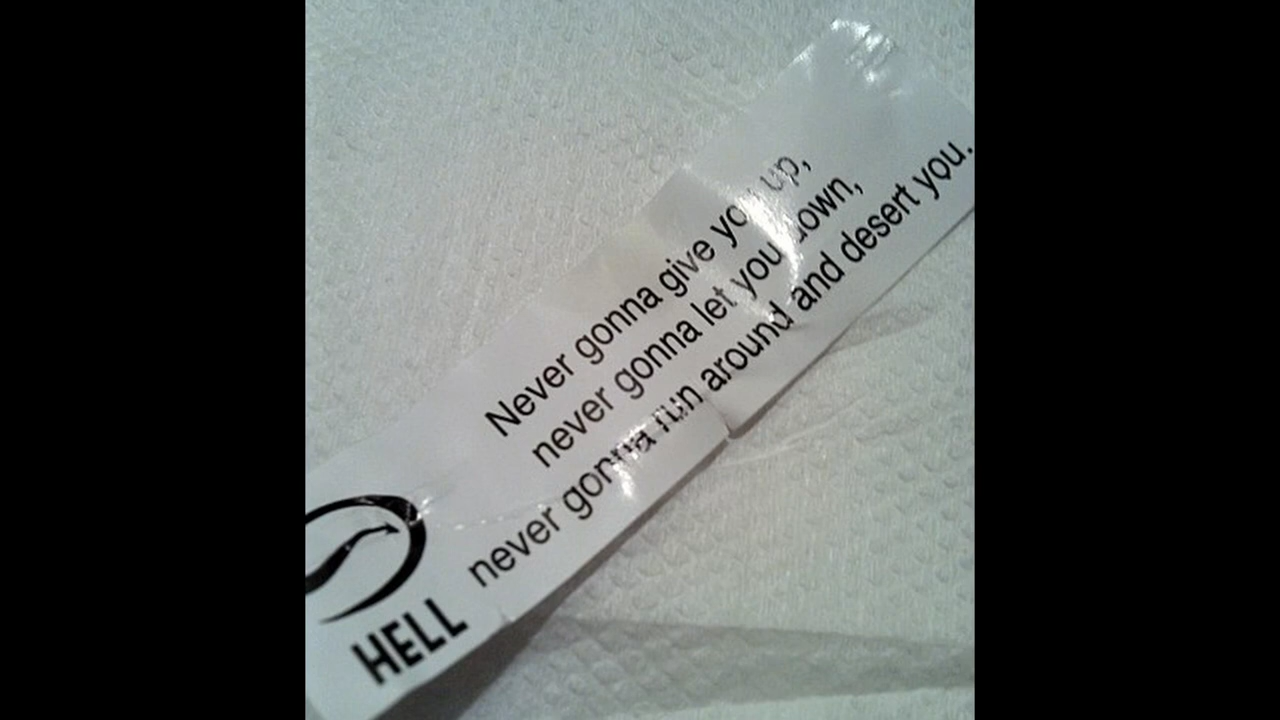 Never gonna give you up,
never gonna let you down,
never gonna run around and desert you.
HELL